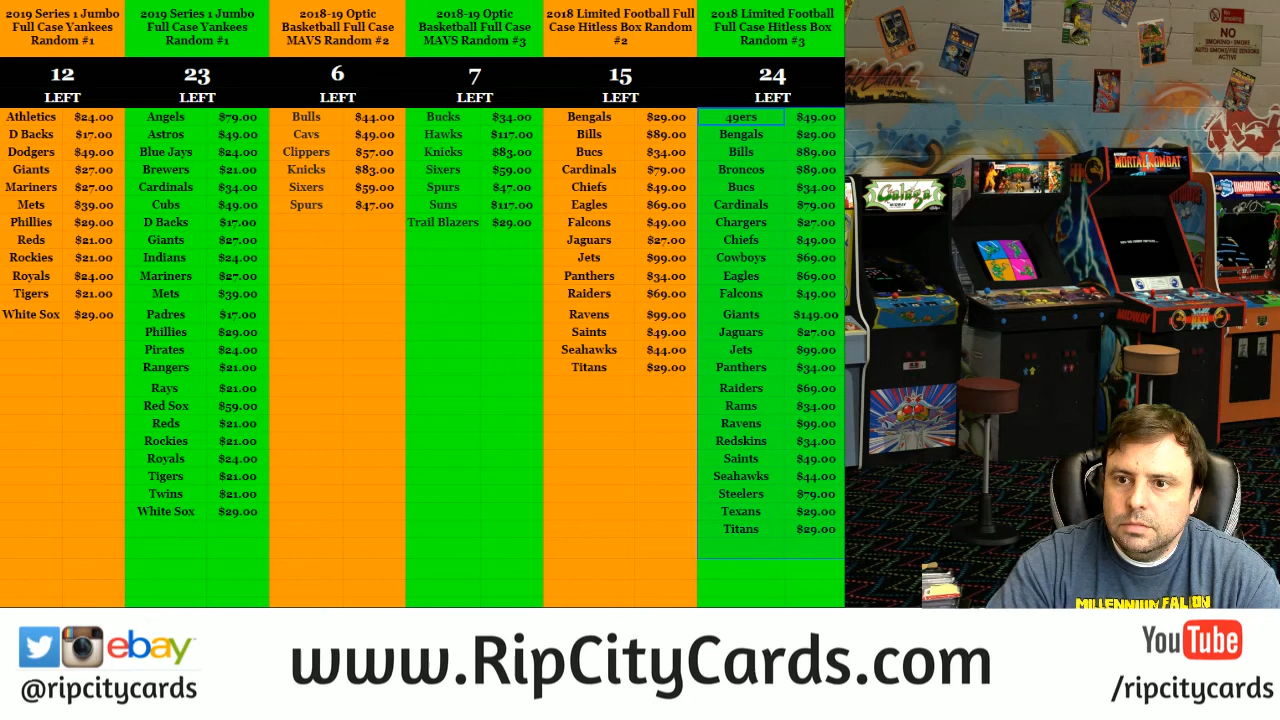 2019 Series 1 Jumbo
Full Case Yankees
Random #1
12
LEFT
Athletics $24.00
D Backs $17.00
Dodgers $49.00
Giants $27.00
Mariners $27.00
Mets $39.00
Phillies $29.00
Reds $21.00
Rockies $21.00
Royals $24.00
Tigers $21.00
White Sox $29.00
2019 Series 1 Jumbo
Full Case Yankees
Random #1
23
LEFT
Angels $79.00
Astros $49.00
Blue Jays $24.00
Brewers $21.00
Cardinals $34.00
Cubs $49.00
D Backs $17.00
Giants $27.00
Indians $24.00
Mariners $27.00
Mets $39.00
Padres $17.00
Phillies $29.00
Pirates $24.00
Rangers $21.00
Rays $21.00
Red Sox $59.00
Reds $21.00
Rockies $21.00
Royals $24.00
Tigers $21.00
Twins $21.00
White Sox $29.00
2018-19 Optic
Basketball Full Case
MAVS Random #2
6
LEFT
Bulls $44.00
Cavs $49.00
Clippers $57.00
Knicks $83.00
Sixers $59.00
Spurs $47.00
2018-19 Optic
Basketball Full Case
MAVS Random #3
7
LEFT
Bucks $34.00
Hawks $117.00
Knicks $83.00
Sixers $59.00
Spurs $47.00
Suns $117.00
Trail Blazers $29.00
2018 Limited Football Full
Case Hitless Box Random
#2
15
LEFT
Bengals $29.00
Bills $89.00
Bucs $34.00
Cardinals $79.00
Chiefs $49.00
Eagles $69.00
Falcons $49.00
Jaguars $27.00
Jets $99.00
Panthers $34.00
Raiders $69.00
Ravens $99.00
Saints $49.00
Seahawks $44.00
Titans $29.00
2018 Limited Football
Full Case Hitless Box
Random #3
24
LEFT
49ers $49.00
Bengals $29.00
Bills $89.00
Broncos $89.00
Bucs $34.00
Cardinals $79.00
Chargers $27.00
Chiefs $49.00
Cowboys $69.00
Eagles $69.00
Falcons $49.00
Giants $149.00
Jaguars $27.00
Jets $99.00
Panthers $34.00
Raiders $69.00
Rams $34.00
Ravens $99.00
Redskins $34.00
Saints $49.00
Seahawks $44.00
Steelers $79.00
Texans $29.00
Titans $29.00
NO
SMOKING
Galaga
MIDWAY
MORTAL KOMBAT
MIDWAY
MILLENNIUM FALCON
ebay
@ripcitycards
www.RipCityCards.com
YouTube
/ripcitycards